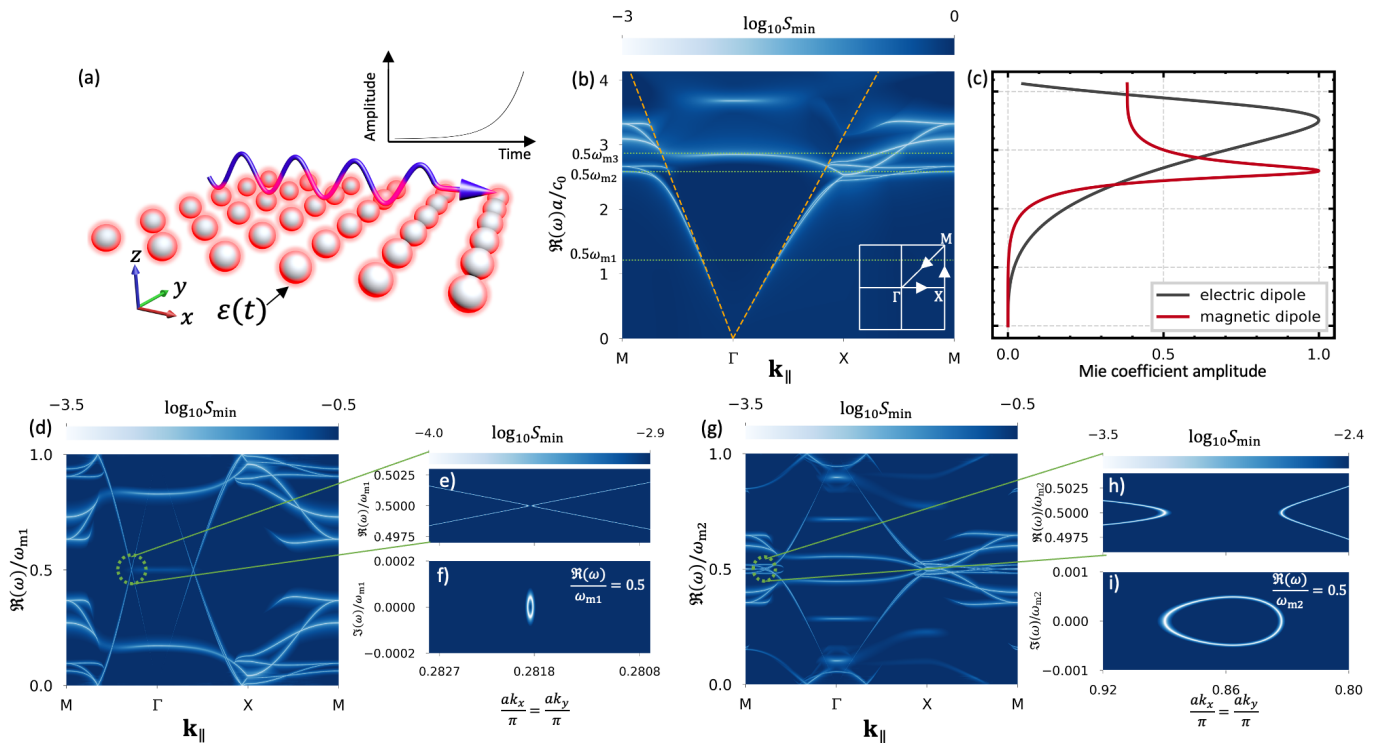 (a)
Amplitude
Time
z
y
x
ε(t)
−3
log₁₀Sₘᵢₙ
0
(b)
ℜ(ω)a/c₀
4
3
2
1
0
0.5ωₘ₃
0.5ωₘ₂
0.5ωₘ₁
M
Γ
X
M
Γ
X
M
k∥
(c)
electric dipole
magnetic dipole
0.0
0.5
1.0
Mie coefficient amplitude
−3.5
log₁₀Sₘᵢₙ
−0.5
(d)
ℜ(ω)/ωₘ₁
1.0
0.5
0.0
M
Γ
X
M
k∥
−4.0
log₁₀Sₘᵢₙ
−2.9
e)
ℜ(ω)/ωₘ₁
0.5025
0.5000
0.4975
f)
ℜ(ω)/ωₘ₁ = 0.5
ℑ(ω)/ωₘ₁
0.0002
0.0000
−0.0002
0.2827
0.2818
0.2808
akₓ/π = akᵧ/π
−3.5
log₁₀Sₘᵢₙ
−0.5
(g)
ℜ(ω)/ωₘ₂
1.0
0.5
0.0
M
Γ
X
M
k∥
−3.5
log₁₀Sₘᵢₙ
−2.4
h)
ℜ(ω)/ωₘ₂
0.5025
0.5000
0.4975
i)
ℜ(ω)/ωₘ₂ = 0.5
ℑ(ω)/ωₘ₂
0.001
0.000
−0.001
0.92
0.86
0.80
akₓ/π = akᵧ/π